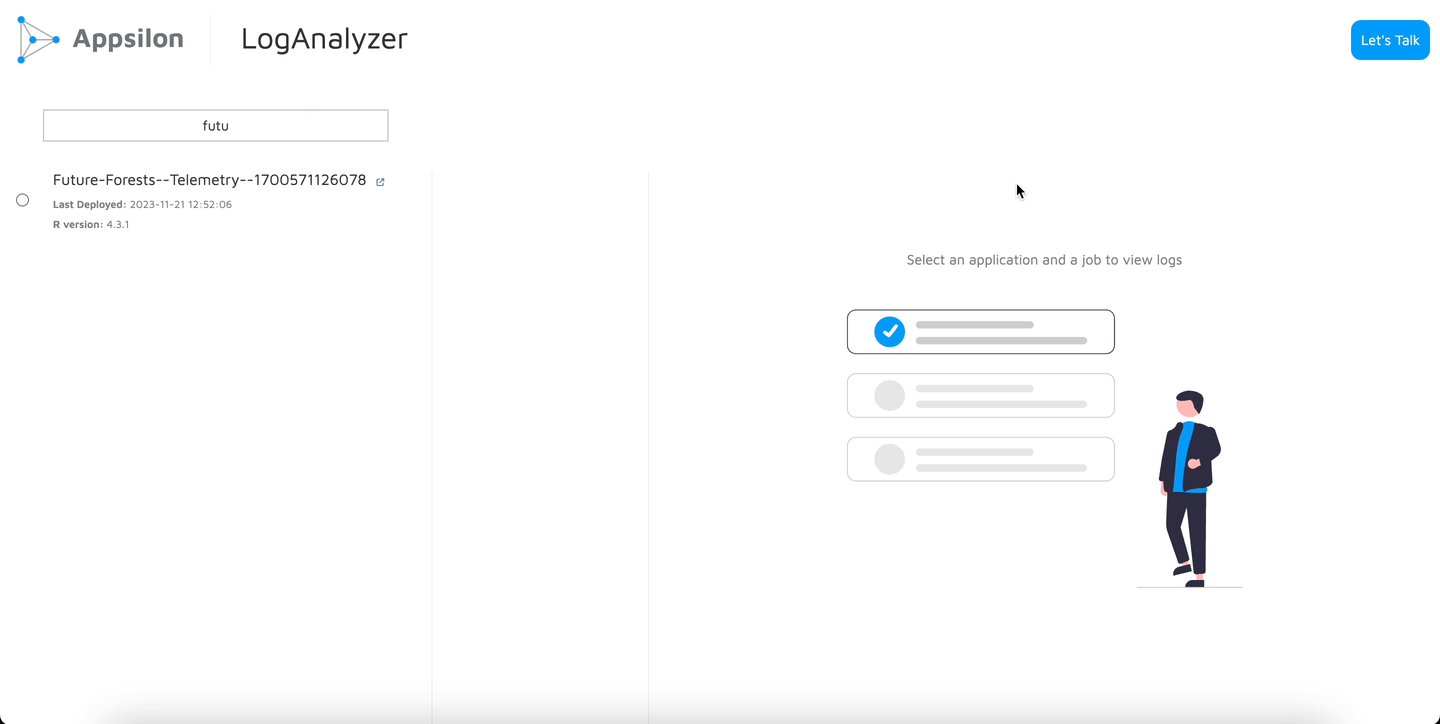 Appsilon
LogAnalyzer
Let's Talk
futu
Future-Forests--Telemetry--1700571126078
Last Deployed: 2023-11-21 12:52:06
R version: 4.3.1
Select an application and a job to view logs